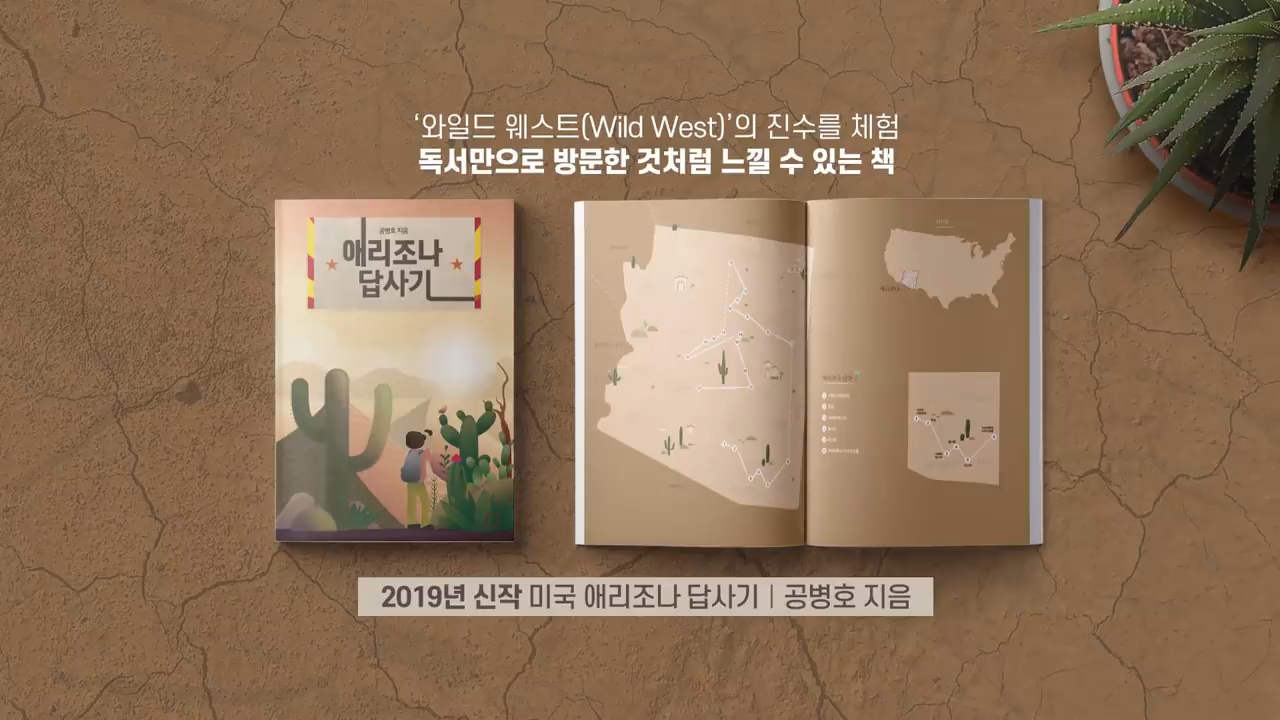 ‘와일드 웨스트(Wild West)’의 진수를 체험
독서만으로 방문한 것처럼 느낄 수 있는 책
공병호 지음
애리조나
답사기
2019년 신작 미국 애리조나 답사기 | 공병호 지음